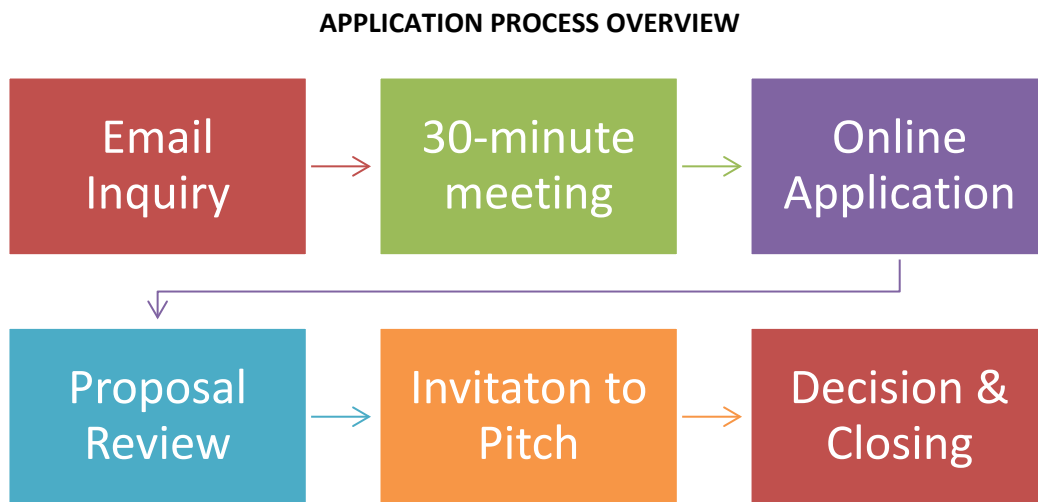 APPLICATION PROCESS OVERVIEW
Email
Inquiry
30-minute
meeting
Online
Application
Proposal
Review
Invitaton to
Pitch
Decision &
Closing